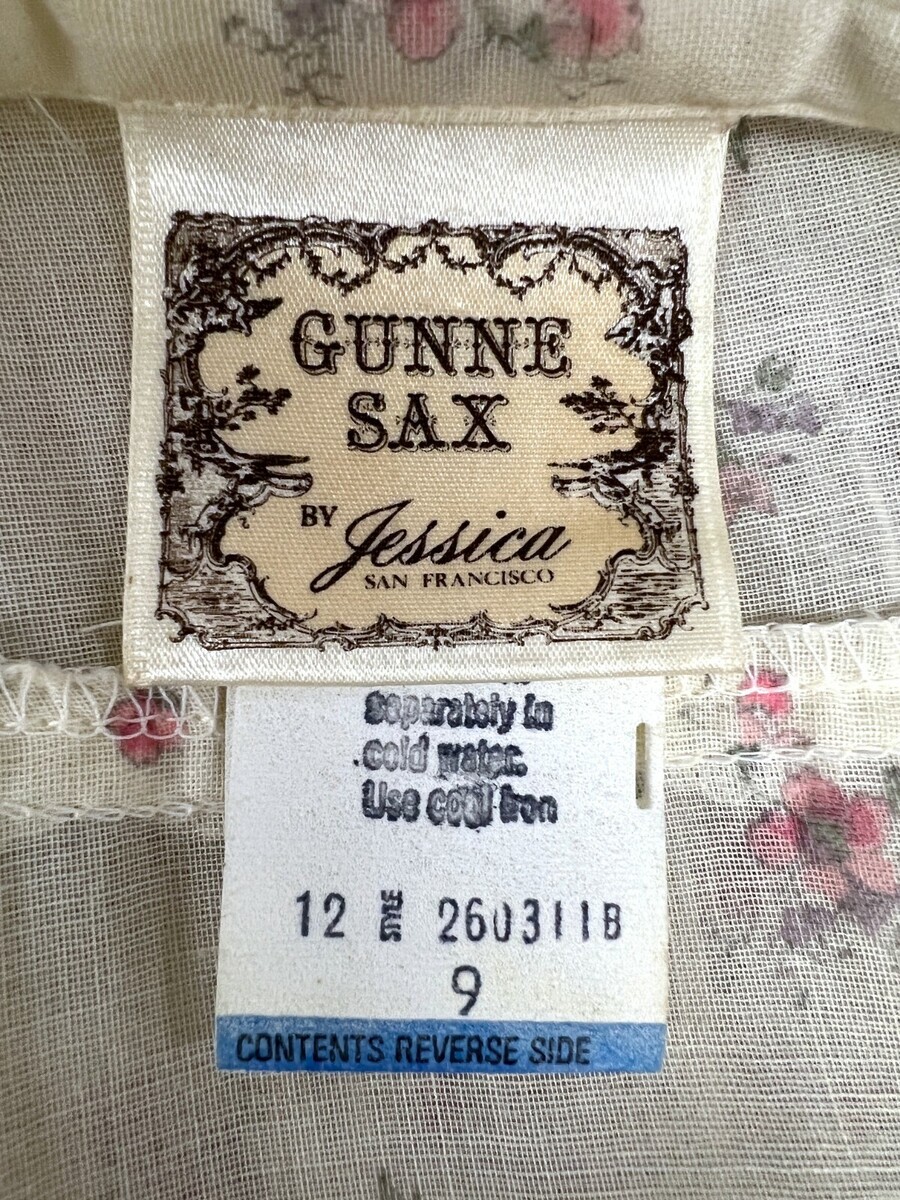 GUNNE
SAX
BY Jessica
SAN FRANCISCO
separately in
cold water.
Use cool iron
12 STYLE 260311B
9
CONTENTS REVERSE SIDE